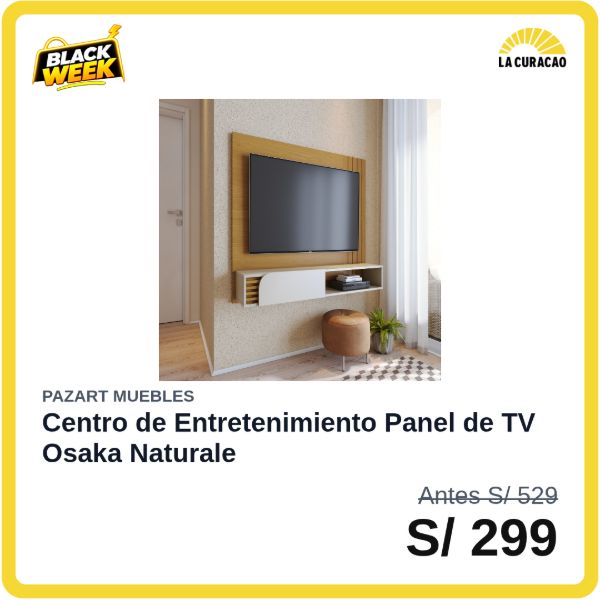 BLACK
WEEK
LA CURACAO
PAZART MUEBLES
Centro de Entretenimiento Panel de TV
Osaka Naturale
Antes S/ 529
S/ 299